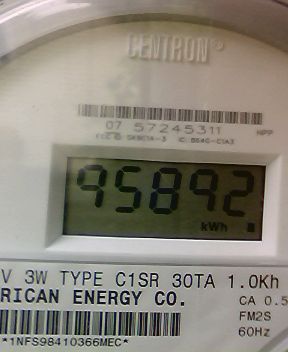 CENTRON®
07 57245311
HPP
95892
kWh
V 3W TYPE C1SR 30TA 1.0Kh
RICAN ENERGY CO.
CA 0.5
FM2S
60Hz
*1NFS98410366MEC*